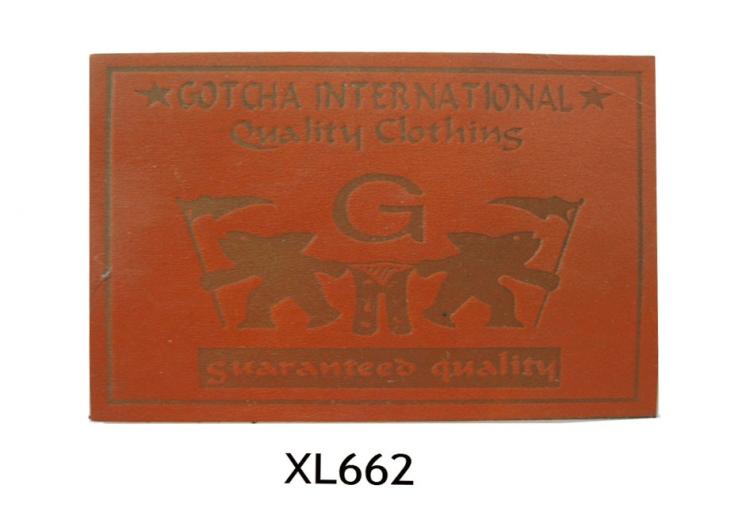 ★GOTCHA INTERNATIONAL★
Quality Clothing
G
guaranteed quality
XL662